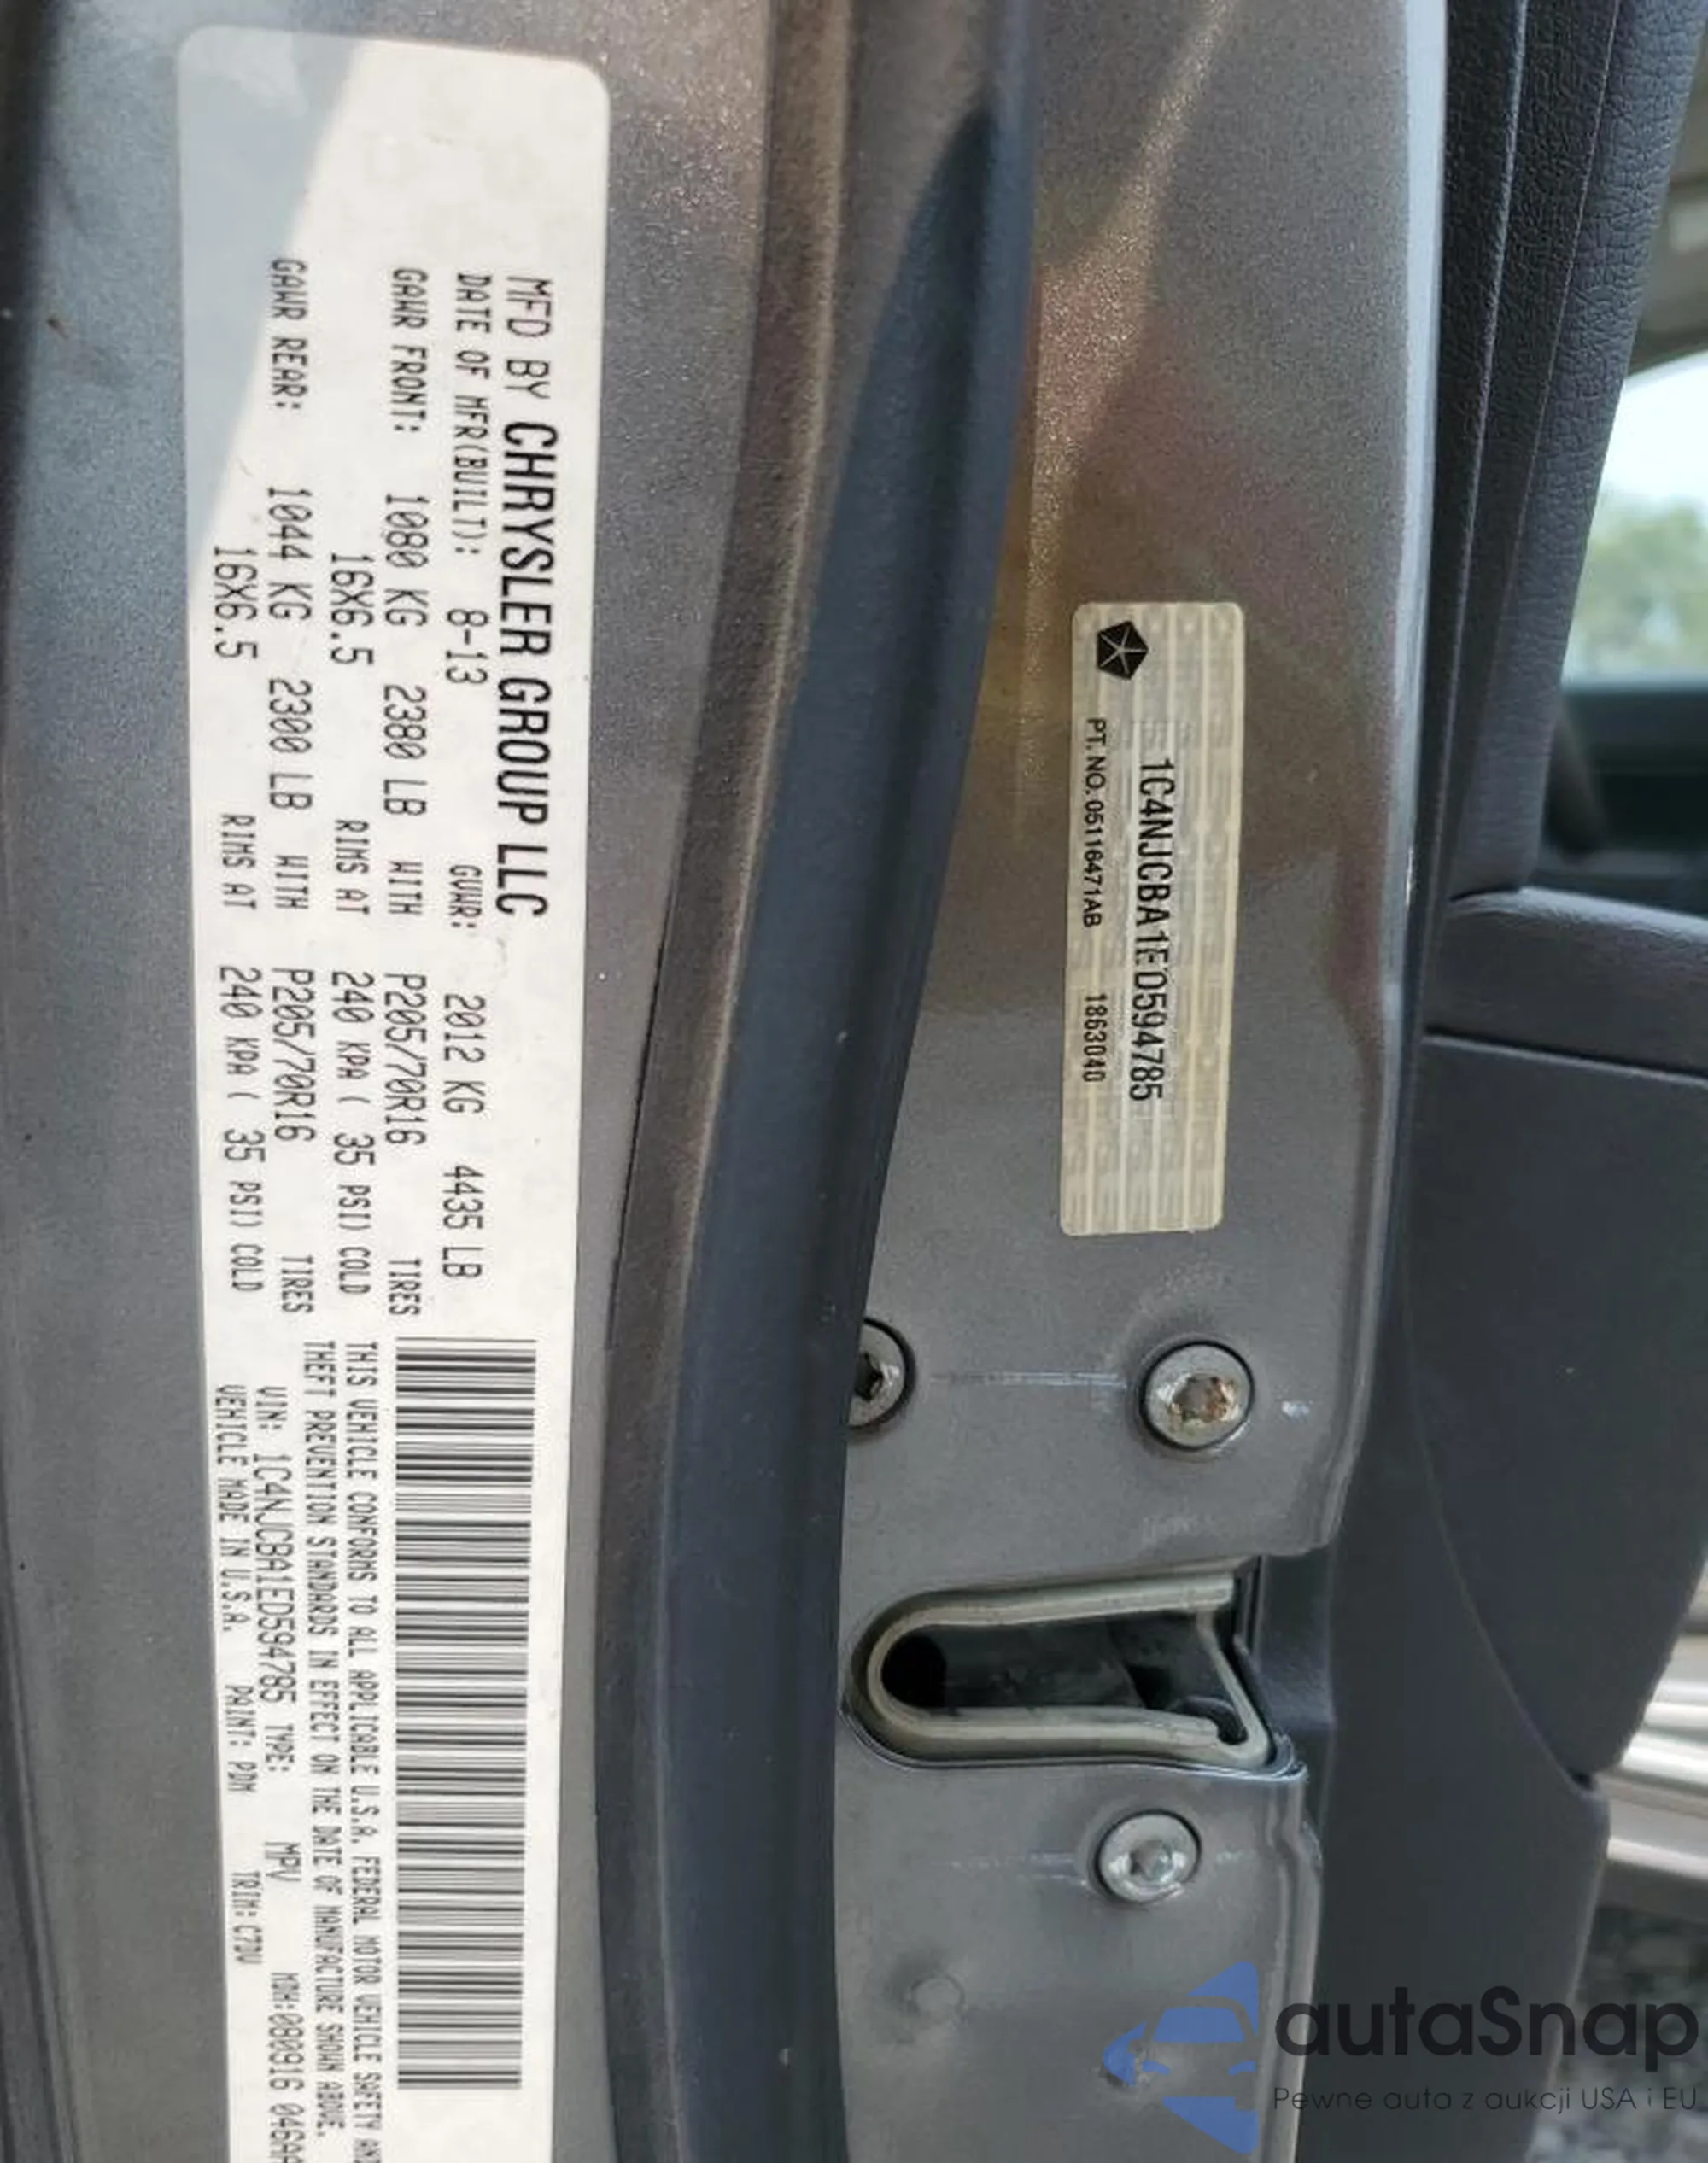 MFD BY CHRYSLER GROUP LLC
DATE OF MFR(BUILT): 8-13 GVWR: 2012 KG 4435 LB
GAWR FRONT: 1080 KG 2380 LB WITH P205/70R16 TIRES
16X6.5 RIMS AT 240 KPA ( 35 PSI) COLD
GAWR REAR: 1044 KG 2300 LB WITH P205/70R16 TIRES
16X6.5 RIMS AT 240 KPA ( 35 PSI) COLD
THIS VEHICLE CONFORMS TO ALL APPLICABLE U.S.A. FEDERAL MOTOR VEHICLE SAFETY AND
THEFT PREVENTION STANDARDS IN EFFECT ON THE DATE OF MANUFACTURE SHOWN ABOVE.
VIN: 1C4NJCBA1ED594785 TYPE: MPV MDH:080916 046AA
VEHICLE MADE IN U.S.A. PAINT: PDM TRIM: C7DV
1C4NJCBA1ED594785
PT. NO. 05116471AB 1863040
autaSnap
Pewne auta z aukcji USA i EU